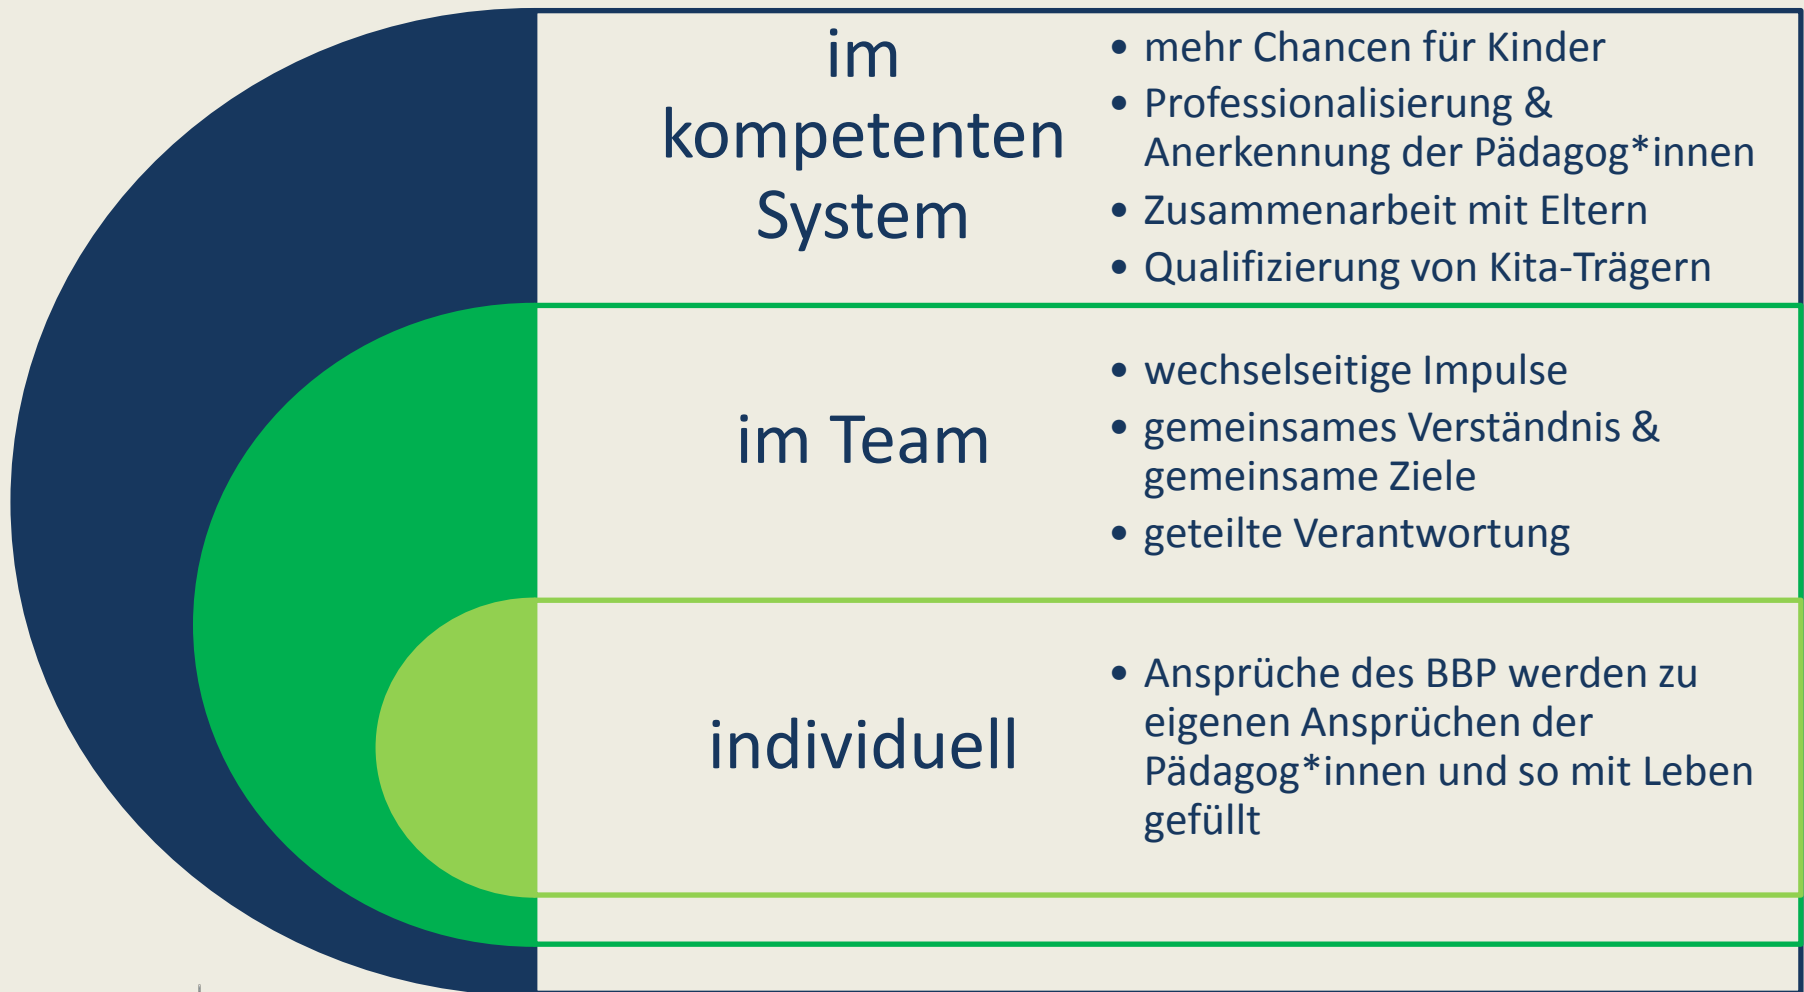 im
kompetenten
System
• mehr Chancen für Kinder
• Professionalisierung &
Anerkennung der Pädagog*innen
• Zusammenarbeit mit Eltern
• Qualifizierung von Kita-Trägern
im Team
• wechselseitige Impulse
• gemeinsames Verständnis &
gemeinsame Ziele
• geteilte Verantwortung
individuell
• Ansprüche des BBP werden zu
eigenen Ansprüchen der
Pädagog*innen und so mit Leben
gefüllt